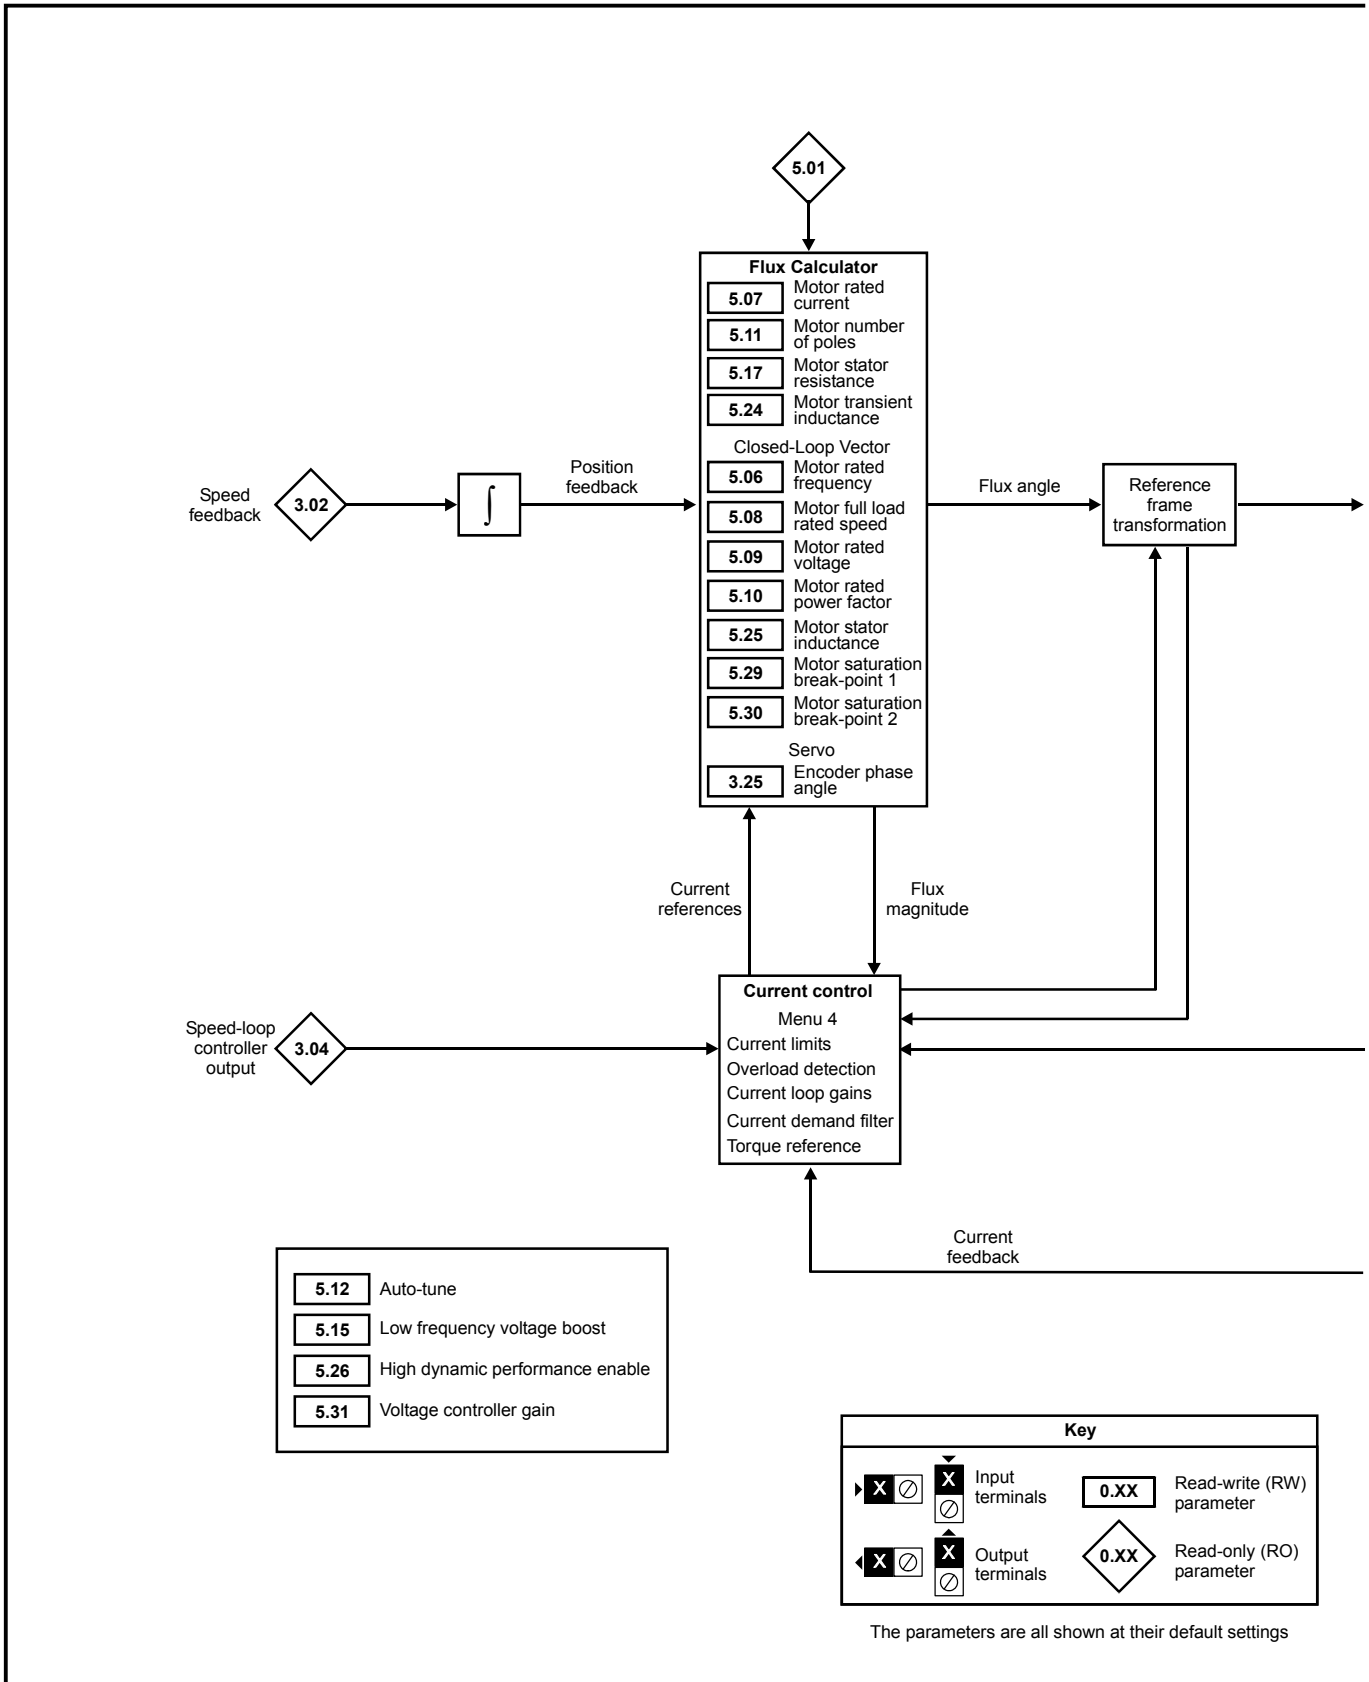 5.01
Flux Calculator
5.07 Motor rated
current
5.11 Motor number
of poles
5.17 Motor stator
resistance
5.24 Motor transient
inductance
Closed-Loop Vector
5.06 Motor rated
frequency
5.08 Motor full load
rated speed
5.09 Motor rated
voltage
5.10 Motor rated
power factor
5.25 Motor stator
inductance
5.29 Motor saturation
break-point 1
5.30 Motor saturation
break-point 2
Servo
3.25 Encoder phase
angle
Speed
feedback
3.02
∫
Position
feedback
Flux angle
Reference
frame
transformation
Current
references
Flux
magnitude
Speed-loop
controller
output
3.04
Current control
Menu 4
Current limits
Overload detection
Current loop gains
Current demand filter
Torque reference
Current
feedback
5.12 Auto-tune
5.15 Low frequency voltage boost
5.26 High dynamic performance enable
5.31 Voltage controller gain
Key
X X Input
terminals
0.XX Read-write (RW)
parameter
X X Output
terminals
0.XX Read-only (RO)
parameter
The parameters are all shown at their default settings